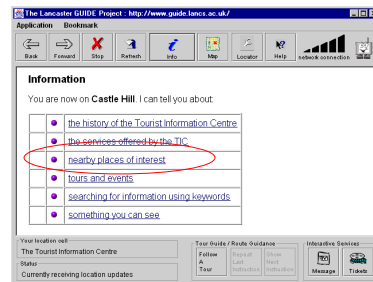 The Lancaster GUIDE Project : http://www.guide.lancs.ac.uk/
Application Bookmark
Back Forward Stop Refresh Info Map Locator Help network connection
Information
You are now on Castle Hill. I can tell you about:
the history of the Tourist Information Centre
the services offered by the TIC
nearby places of interest
tours and events
searching for information using keywords
something you can see
Your location cell
The Tourist Information Centre
Status
Currently receiving location updates
Tour Guide / Route Guidance
Follow A Tour
Repeat Last Instruction
Show Next Instruction
Interactive Services
Message Tickets